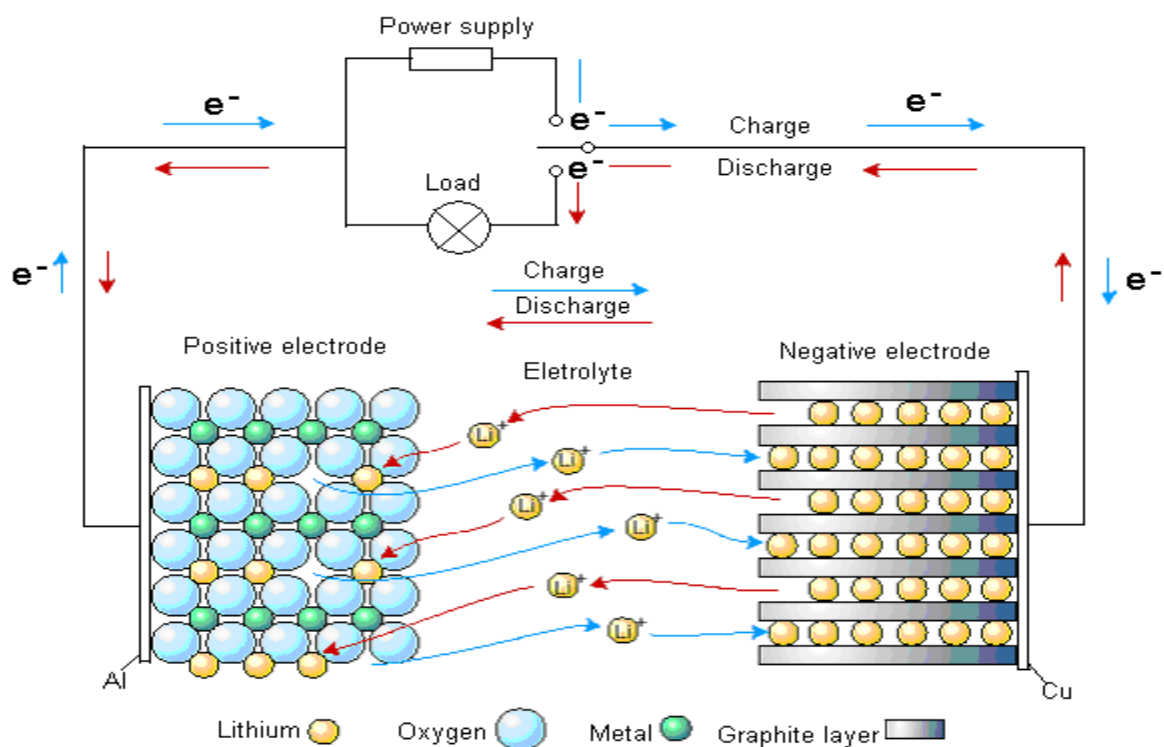 Power supply
e-
e-
e-
Charge
e-
Discharge
Load
e-
e-
Charge
Discharge
Positive electrode
Negative electrode
Eletrolyte
Li+
Li+
Li+
Li+
Li+
Li+
Al
Cu
Lithium
Oxygen
Metal
Graphite layer